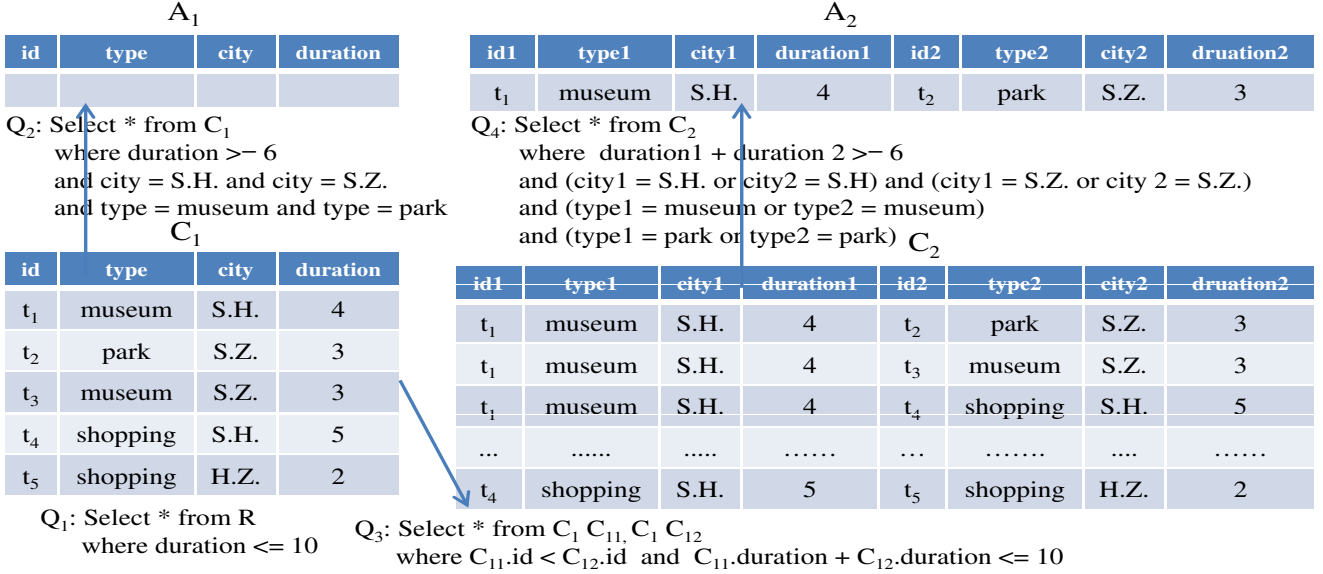 A₁
id type city duration
Q₂: Select * from C₁
where duration >− 6
and city = S.H. and city = S.Z.
and type = museum and type = park
C₁
id type city duration
t₁ museum S.H. 4
t₂ park S.Z. 3
t₃ museum S.Z. 3
t₄ shopping S.H. 5
t₅ shopping H.Z. 2
Q₁: Select * from R
where duration <= 10
A₂
id1 type1 city1 duration1 id2 type2 city2 druation2
t₁ museum S.H. 4 t₂ park S.Z. 3
Q₄: Select * from C₂
where duration1 + duration 2 >− 6
and (city1 = S.H. or city2 = S.H) and (city1 = S.Z. or city 2 = S.Z.)
and (type1 = museum or type2 = museum)
and (type1 = park or type2 = park)
C₂
id1 type1 city1 duration1 id2 type2 city2 druation2
t₁ museum S.H. 4 t₂ park S.Z. 3
t₁ museum S.H. 4 t₃ museum S.Z. 3
t₁ museum S.H. 4 t₄ shopping S.H. 5
... ...... ..... …… … ……. .... ……
t₄ shopping S.H. 5 t₅ shopping H.Z. 2
Q₃: Select * from C₁ C₁₁, C₁ C₁₂
where C₁₁.id < C₁₂.id and C₁₁.duration + C₁₂.duration <= 10